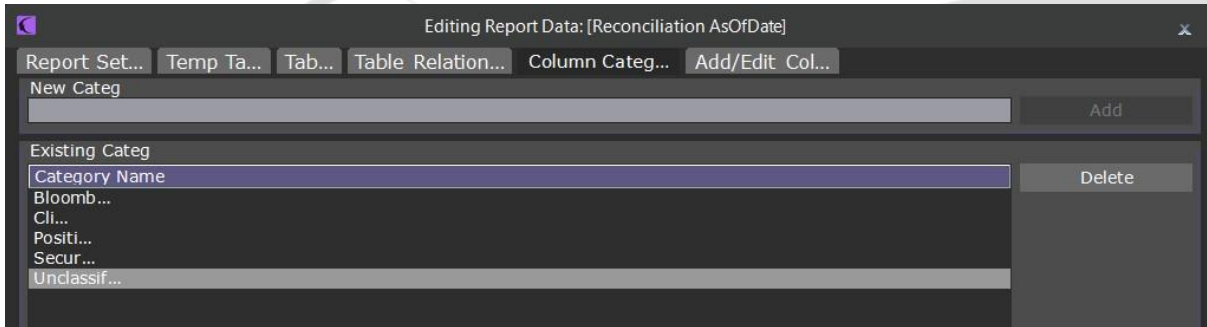 Editing Report Data: [Reconciliation AsOfDate] x
Report Set... Temp Ta... Tab... Table Relation... Column Categ... Add/Edit Col...
New Categ
Add
Existing Categ
Category Name Delete
Bloomb...
Cli...
Positi...
Secur...
Unclassif...